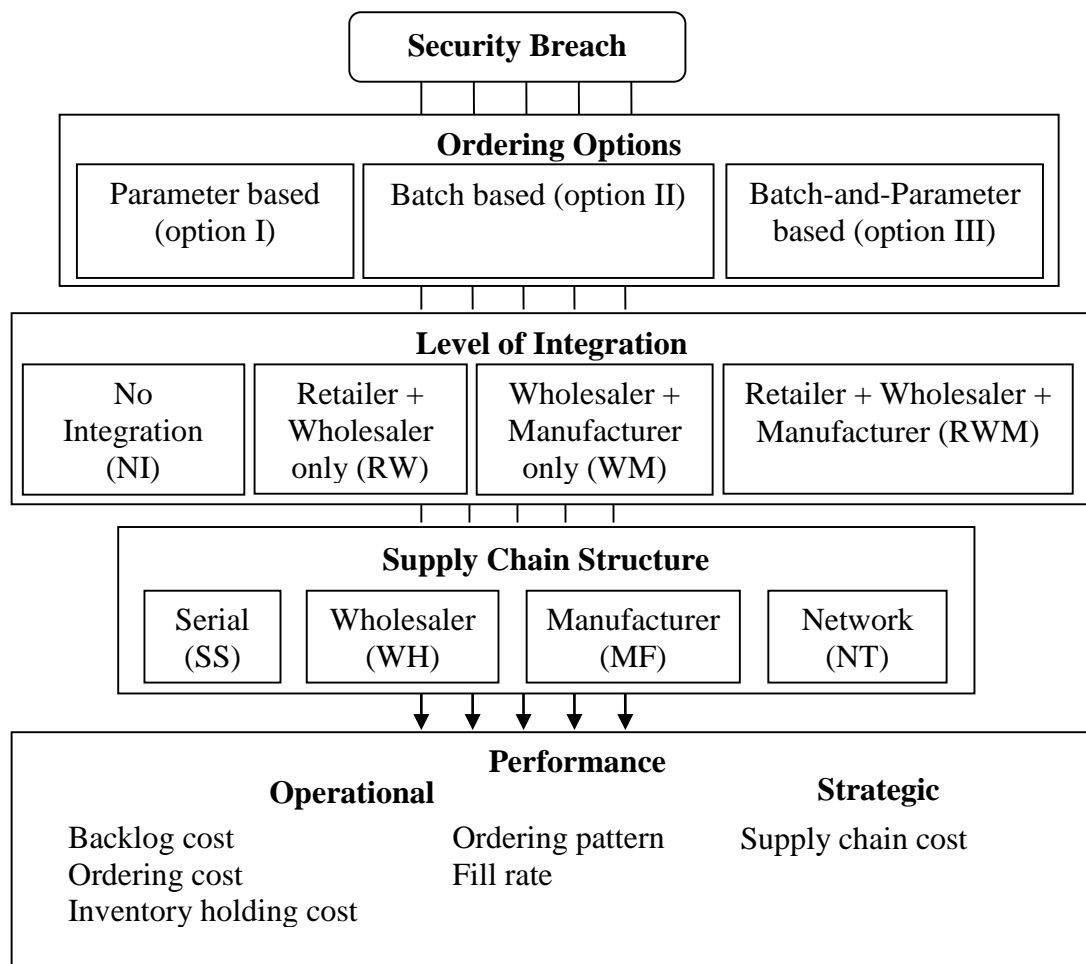 Security Breach
Ordering Options
Parameter based
(option I)
Batch based (option II)
Batch-and-Parameter
based (option III)
Level of Integration
No
Integration
(NI)
Retailer +
Wholesaler
only (RW)
Wholesaler +
Manufacturer
only (WM)
Retailer + Wholesaler +
Manufacturer (RWM)
Supply Chain Structure
Serial
(SS)
Wholesaler
(WH)
Manufacturer
(MF)
Network
(NT)
Performance
Operational
Backlog cost
Ordering cost
Inventory holding cost
Ordering pattern
Fill rate
Strategic
Supply chain cost